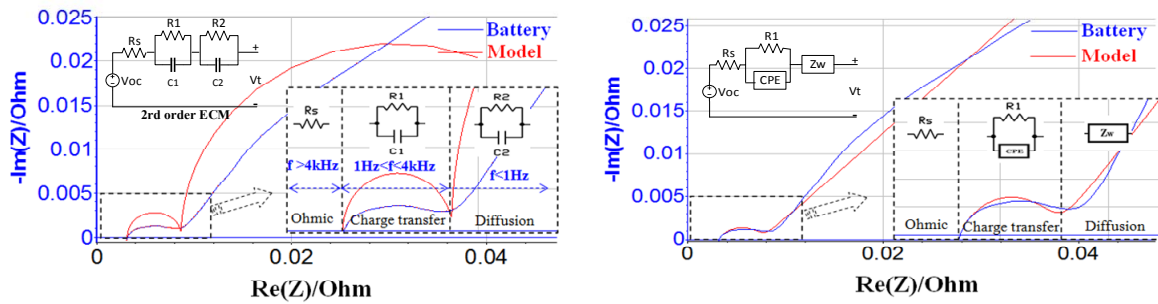 0.025
0.02
0.015
0.01
0.005
0
-Im(Z)/Ohm
Battery
Model
R1
R2
Rs
+
Voc
C1
C2
Vt
-
2rd order ECM
R1
R2
Rs
C1
C2
f >4kHz
1Hz<f<4kHz
f<1Hz
Ohmic
Charge transfer
Diffusion
0
0.02
0.04
Re(Z)/Ohm
0.025
0.02
0.015
0.01
0.005
0
-Im(Z)/Ohm
Battery
Model
R1
Rs
CPE
Zw
+
Voc
Vt
-
R1
Rs
CPE
Zw
Ohmic
Charge transfer
Diffusion
0
0.02
0.04
Re(Z)/Ohm